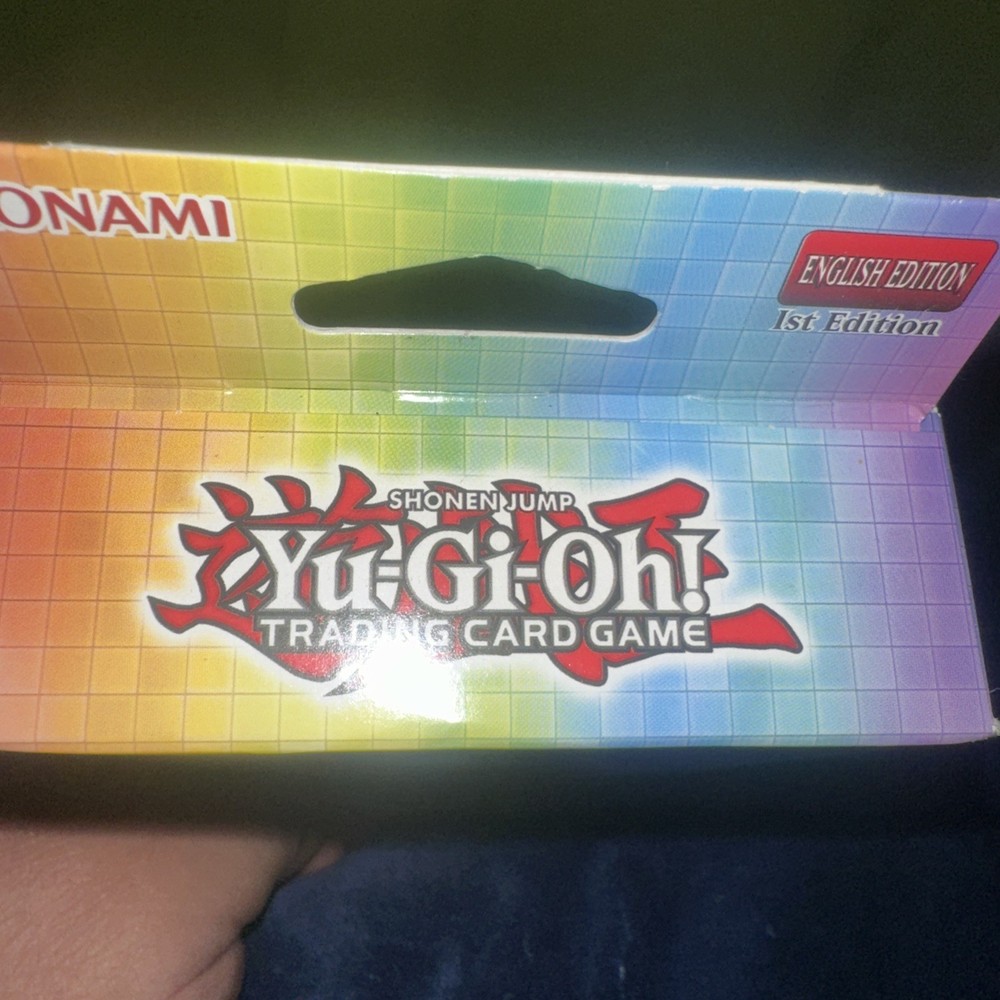 ONAMI
ENGLISH EDITION
1st Edition
SHONEN JUMP
Yu-Gi-Oh!
TRADING CARD GAME